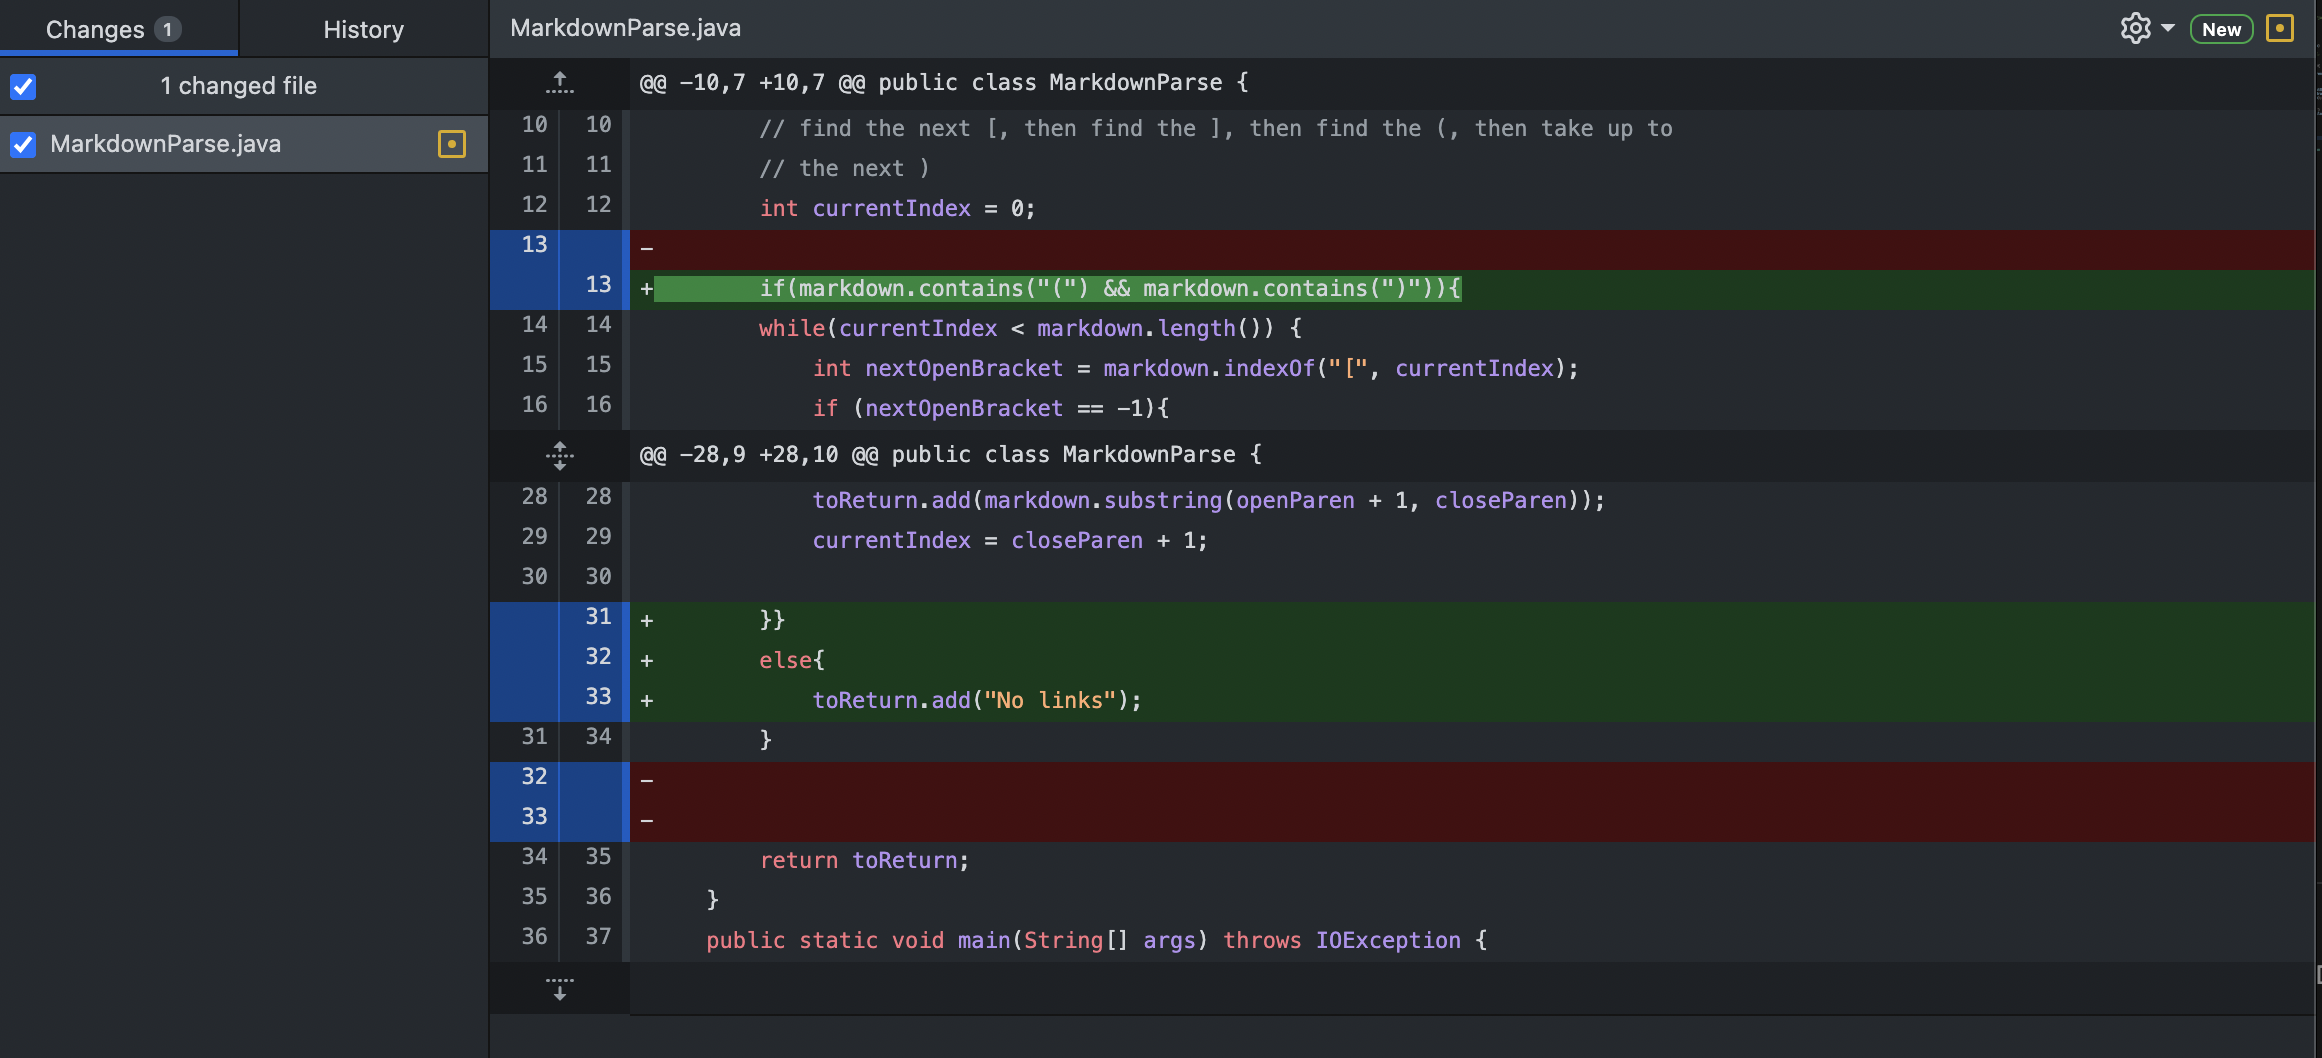 Changes 1
History
1 changed file
MarkdownParse.java
MarkdownParse.java
New
@@ -10,7 +10,7 @@ public class MarkdownParse {
10 10 // find the next [, then find the ], then find the (, then take up to
11 11 // the next )
12 12 int currentIndex = 0;
13 -
13 + if(markdown.contains("(") && markdown.contains(")")){
14 14 while(currentIndex < markdown.length()) {
15 15 int nextOpenBracket = markdown.indexOf("[", currentIndex);
16 16 if (nextOpenBracket == -1){
@@ -28,9 +28,10 @@ public class MarkdownParse {
28 28 toReturn.add(markdown.substring(openParen + 1, closeParen));
29 29 currentIndex = closeParen + 1;
30 30
31 + }}
32 + else{
33 + toReturn.add("No links");
31 34 }
32 -
33 -
34 35 return toReturn;
35 36 }
36 37 public static void main(String[] args) throws IOException {